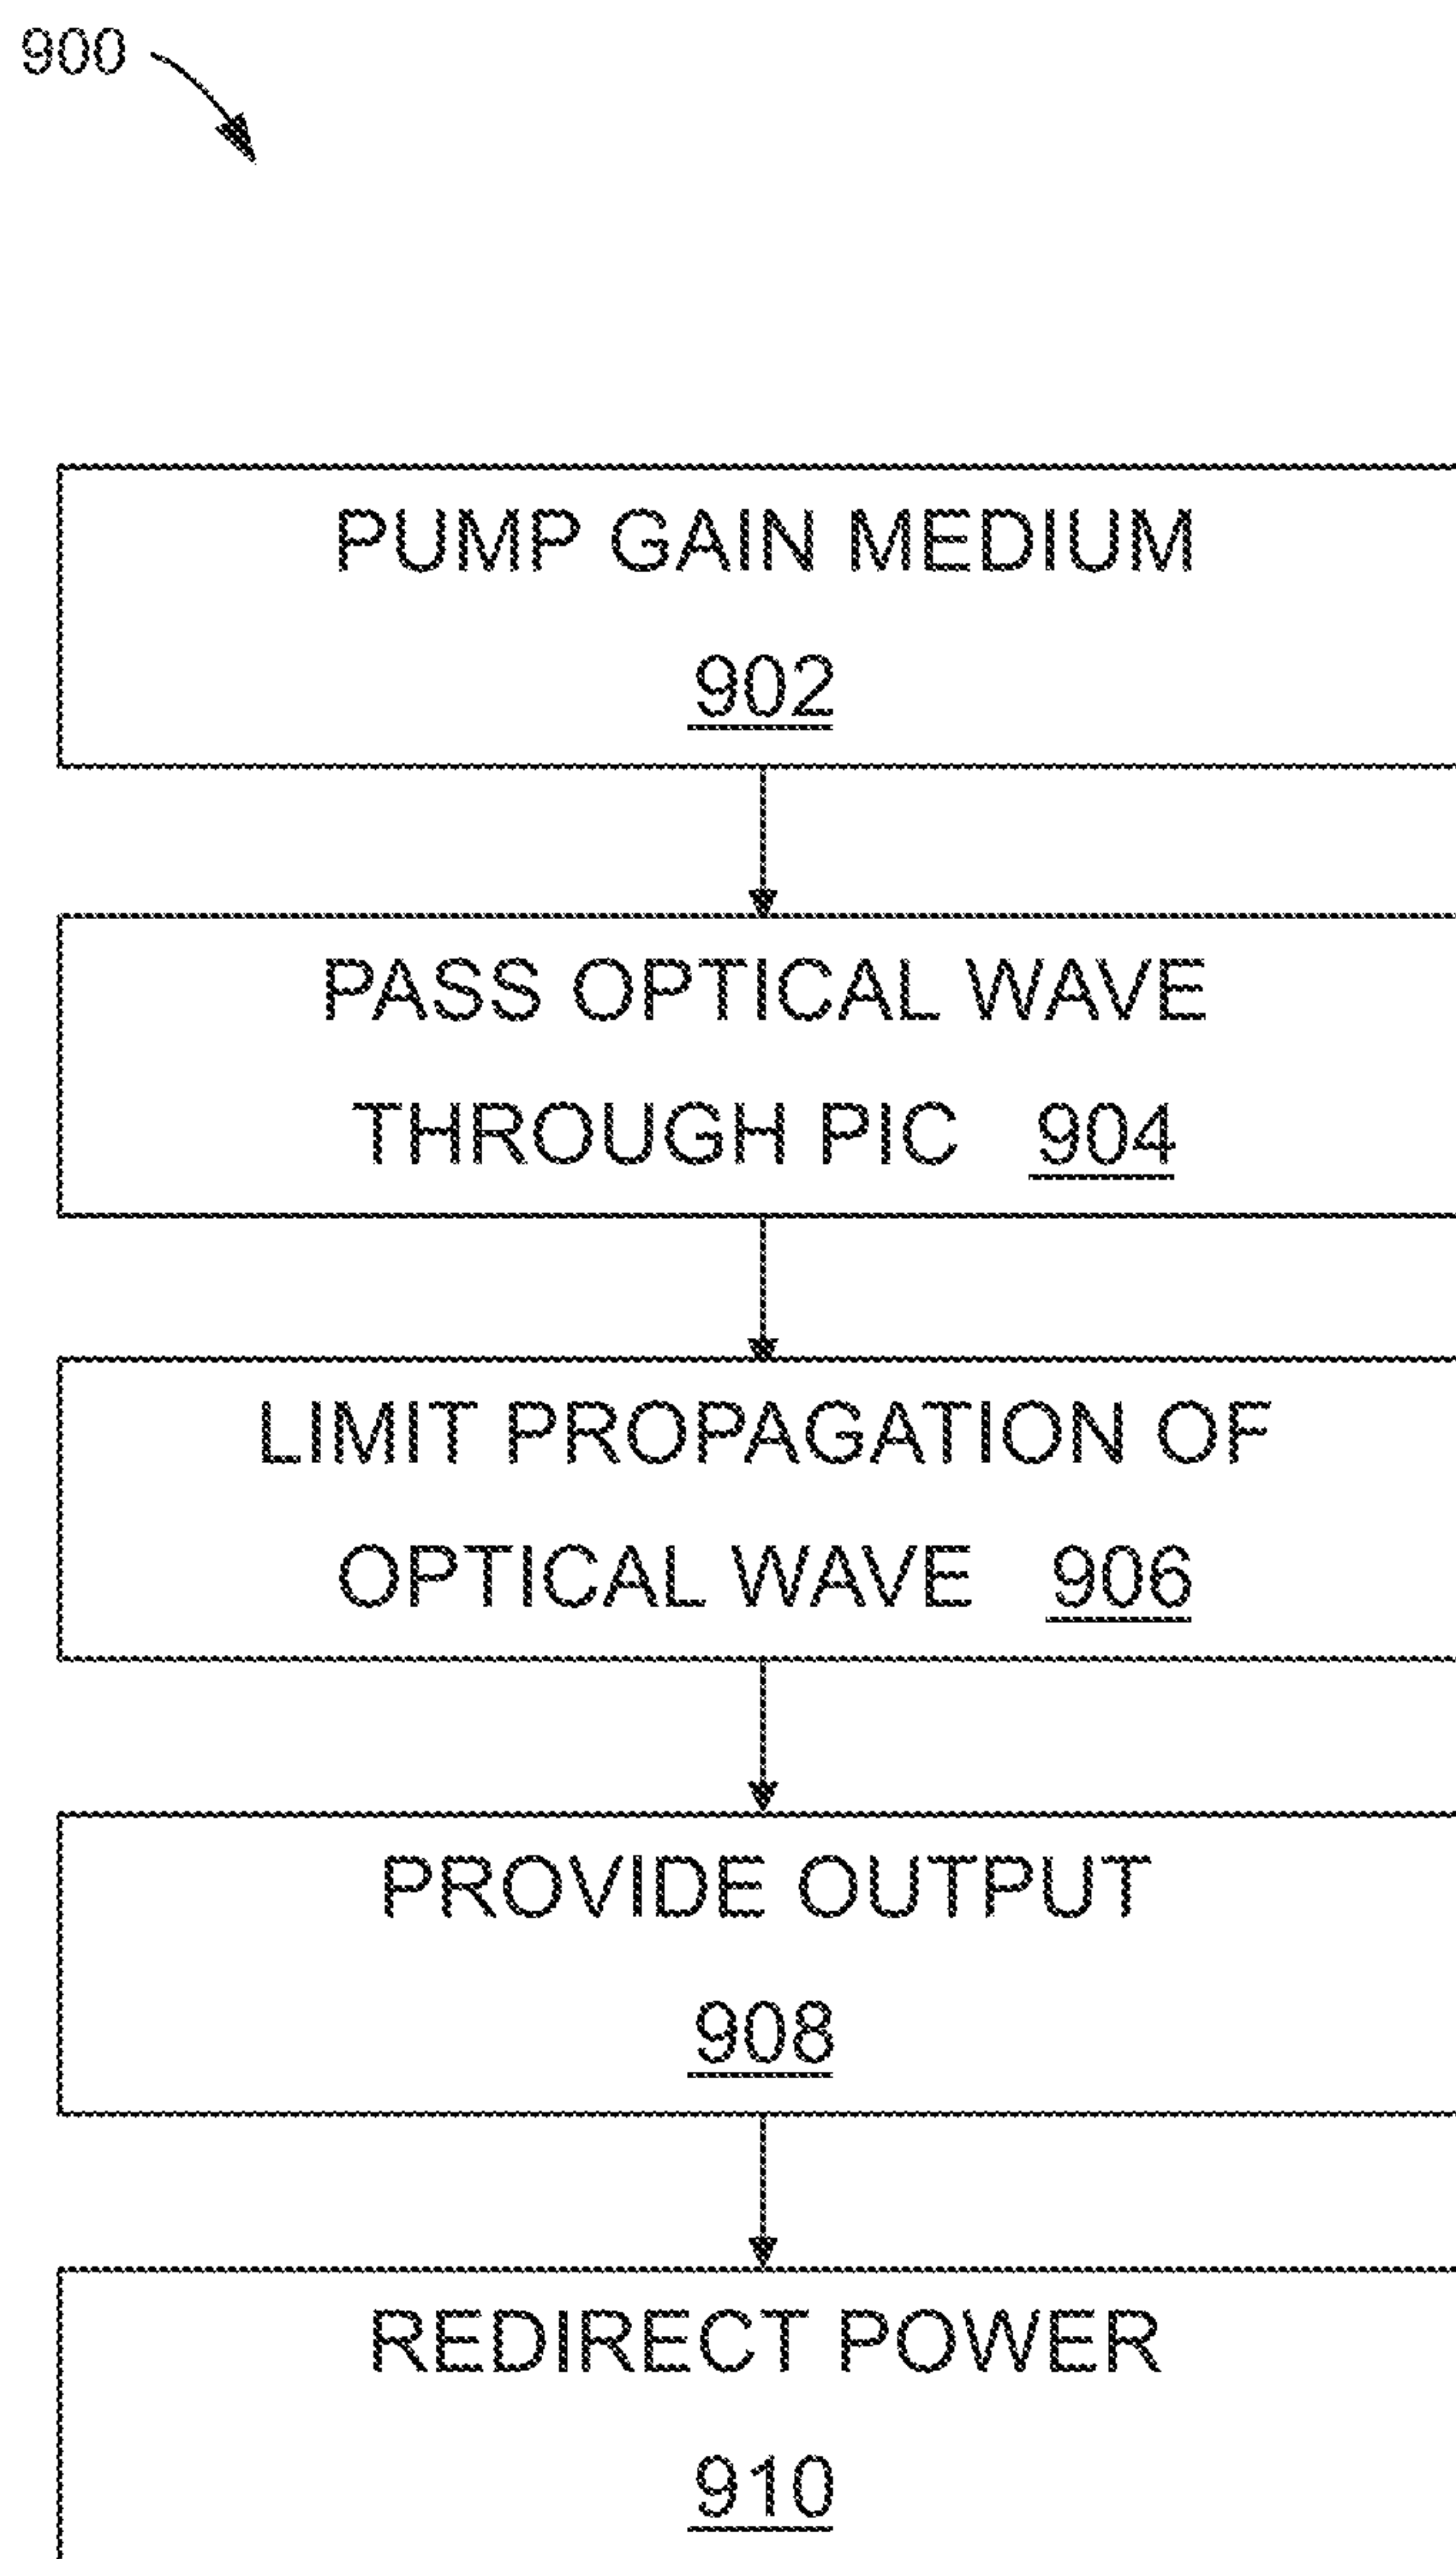 900
PUMP GAIN MEDIUM
902
PASS OPTICAL WAVE
THROUGH PIC 904
LIMIT PROPAGATION OF
OPTICAL WAVE 906
PROVIDE OUTPUT
908
REDIRECT POWER
910